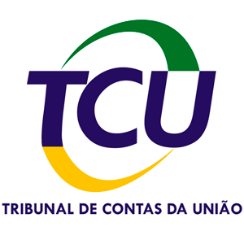 TCU
TRIBUNAL DE CONTAS DA UNIÃO